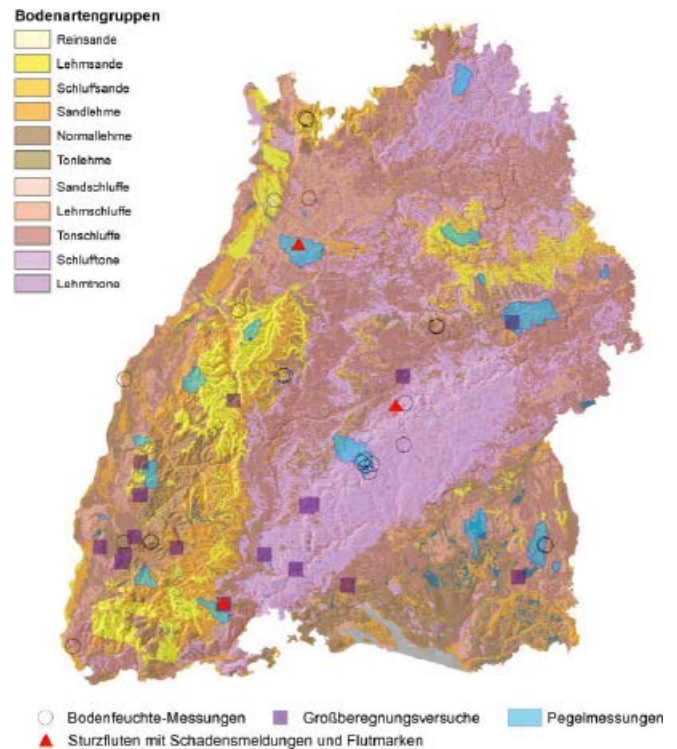 Bodenartengruppen
Reinsande
Lehmsande
Schluffsande
Sandlehme
Normallehme
Tonlehme
Sandschluffe
Lehmschluffe
Tonschluffe
Schlufftone
Lehmtone
Bodenfeuchte-Messungen
Großberegnungsversuche
Pegelmessungen
Sturzfluten mit Schadensmeldungen und Flutmarken